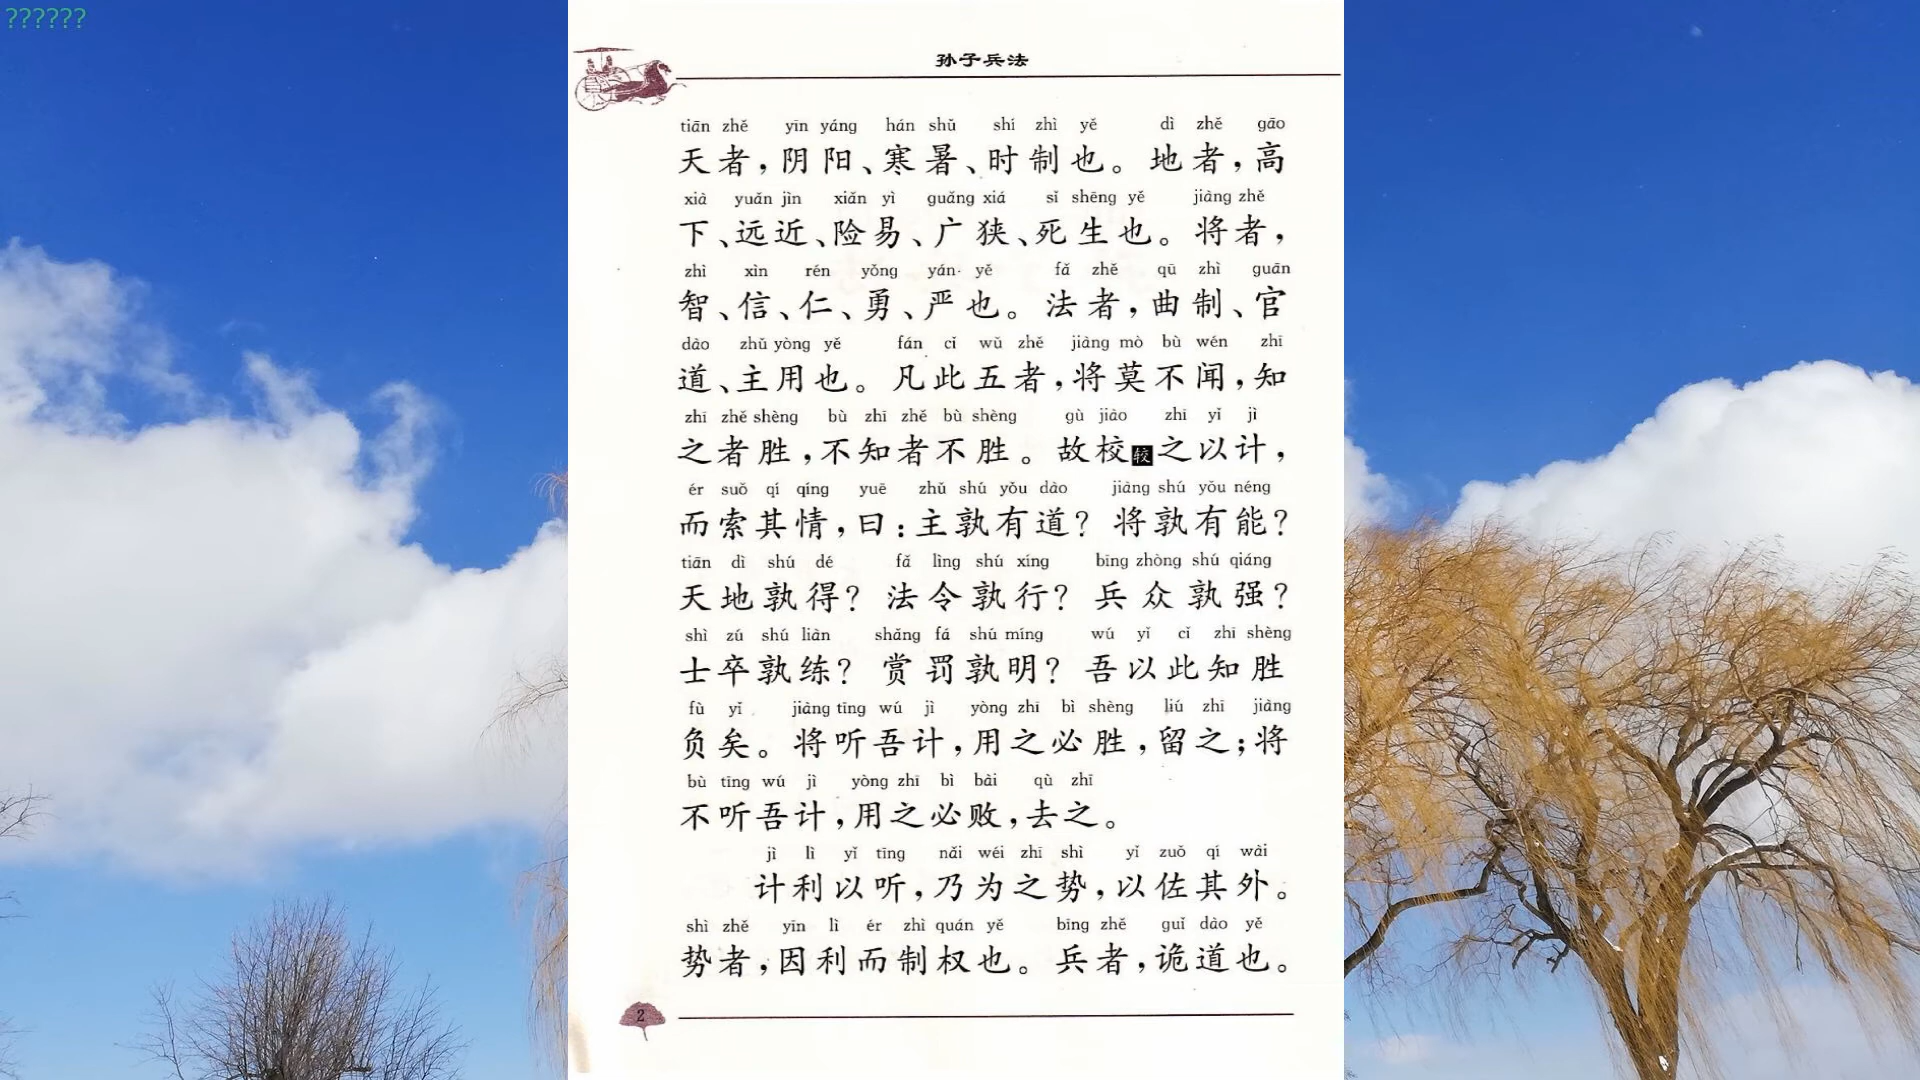 ??????
孙子兵法
tiān zhě yīn yáng hán shǔ shí zhì yě dì zhě gāo
天者，阴阳、寒暑、时制也。地者，高
xià yuǎn jìn xiǎn yì guǎng xiá sǐ shēng yě jiàng zhě
下、远近、险易、广狭、死生也。将者，
zhì xìn rén yǒng yán yě fǎ zhě qū zhì guān
智、信、仁、勇、严也。法者，曲制、官
dào zhǔ yòng yě fán cǐ wǔ zhě jiàng mò bù wén zhī
道、主用也。凡此五者，将莫不闻，知
zhī zhě shèng bù zhī zhě bù shèng gù jiào zhī yǐ jì
之者胜，不知者不胜。故校较之以计，
ér suǒ qí qíng yuē zhǔ shú yǒu dào jiàng shú yǒu néng
而索其情，曰：主孰有道？将孰有能？
tiān dì shú dé fǎ lìng shú xíng bīng zhòng shú qiáng
天地孰得？法令孰行？兵众孰强？
shì zú shú liàn shǎng fá shú míng wú yǐ cǐ zhī shèng
士卒孰练？赏罚孰明？吾以此知胜
fù yǐ jiàng tīng wú jì yòng zhī bì shèng liú zhī jiàng
负矣。将听吾计，用之必胜，留之；将
bù tīng wú jì yòng zhī bì bài qù zhī
不听吾计，用之必败，去之。
jì lì yǐ tīng nǎi wéi zhī shì yǐ zuǒ qí wài
计利以听，乃为之势，以佐其外。
shì zhě yīn lì ér zhì quán yě bīng zhě guǐ dào yě
势者，因利而制权也。兵者，诡道也。
2